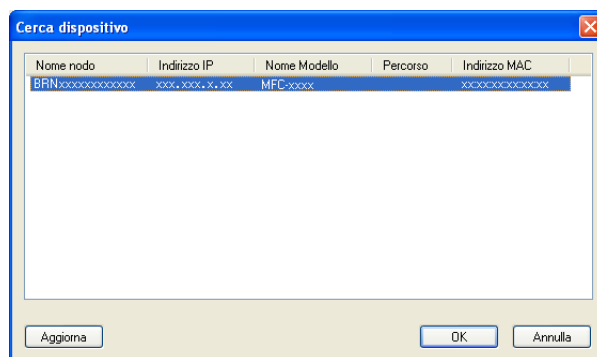 Cerca dispositivo
Nome nodo Indirizzo IP Nome Modello Percorso Indirizzo MAC
BRNxxxxxxxxxxxx xxx.xxx.x.xx MFC-xxxx xxxxxxxxxxxx
Aggiorna OK Annulla